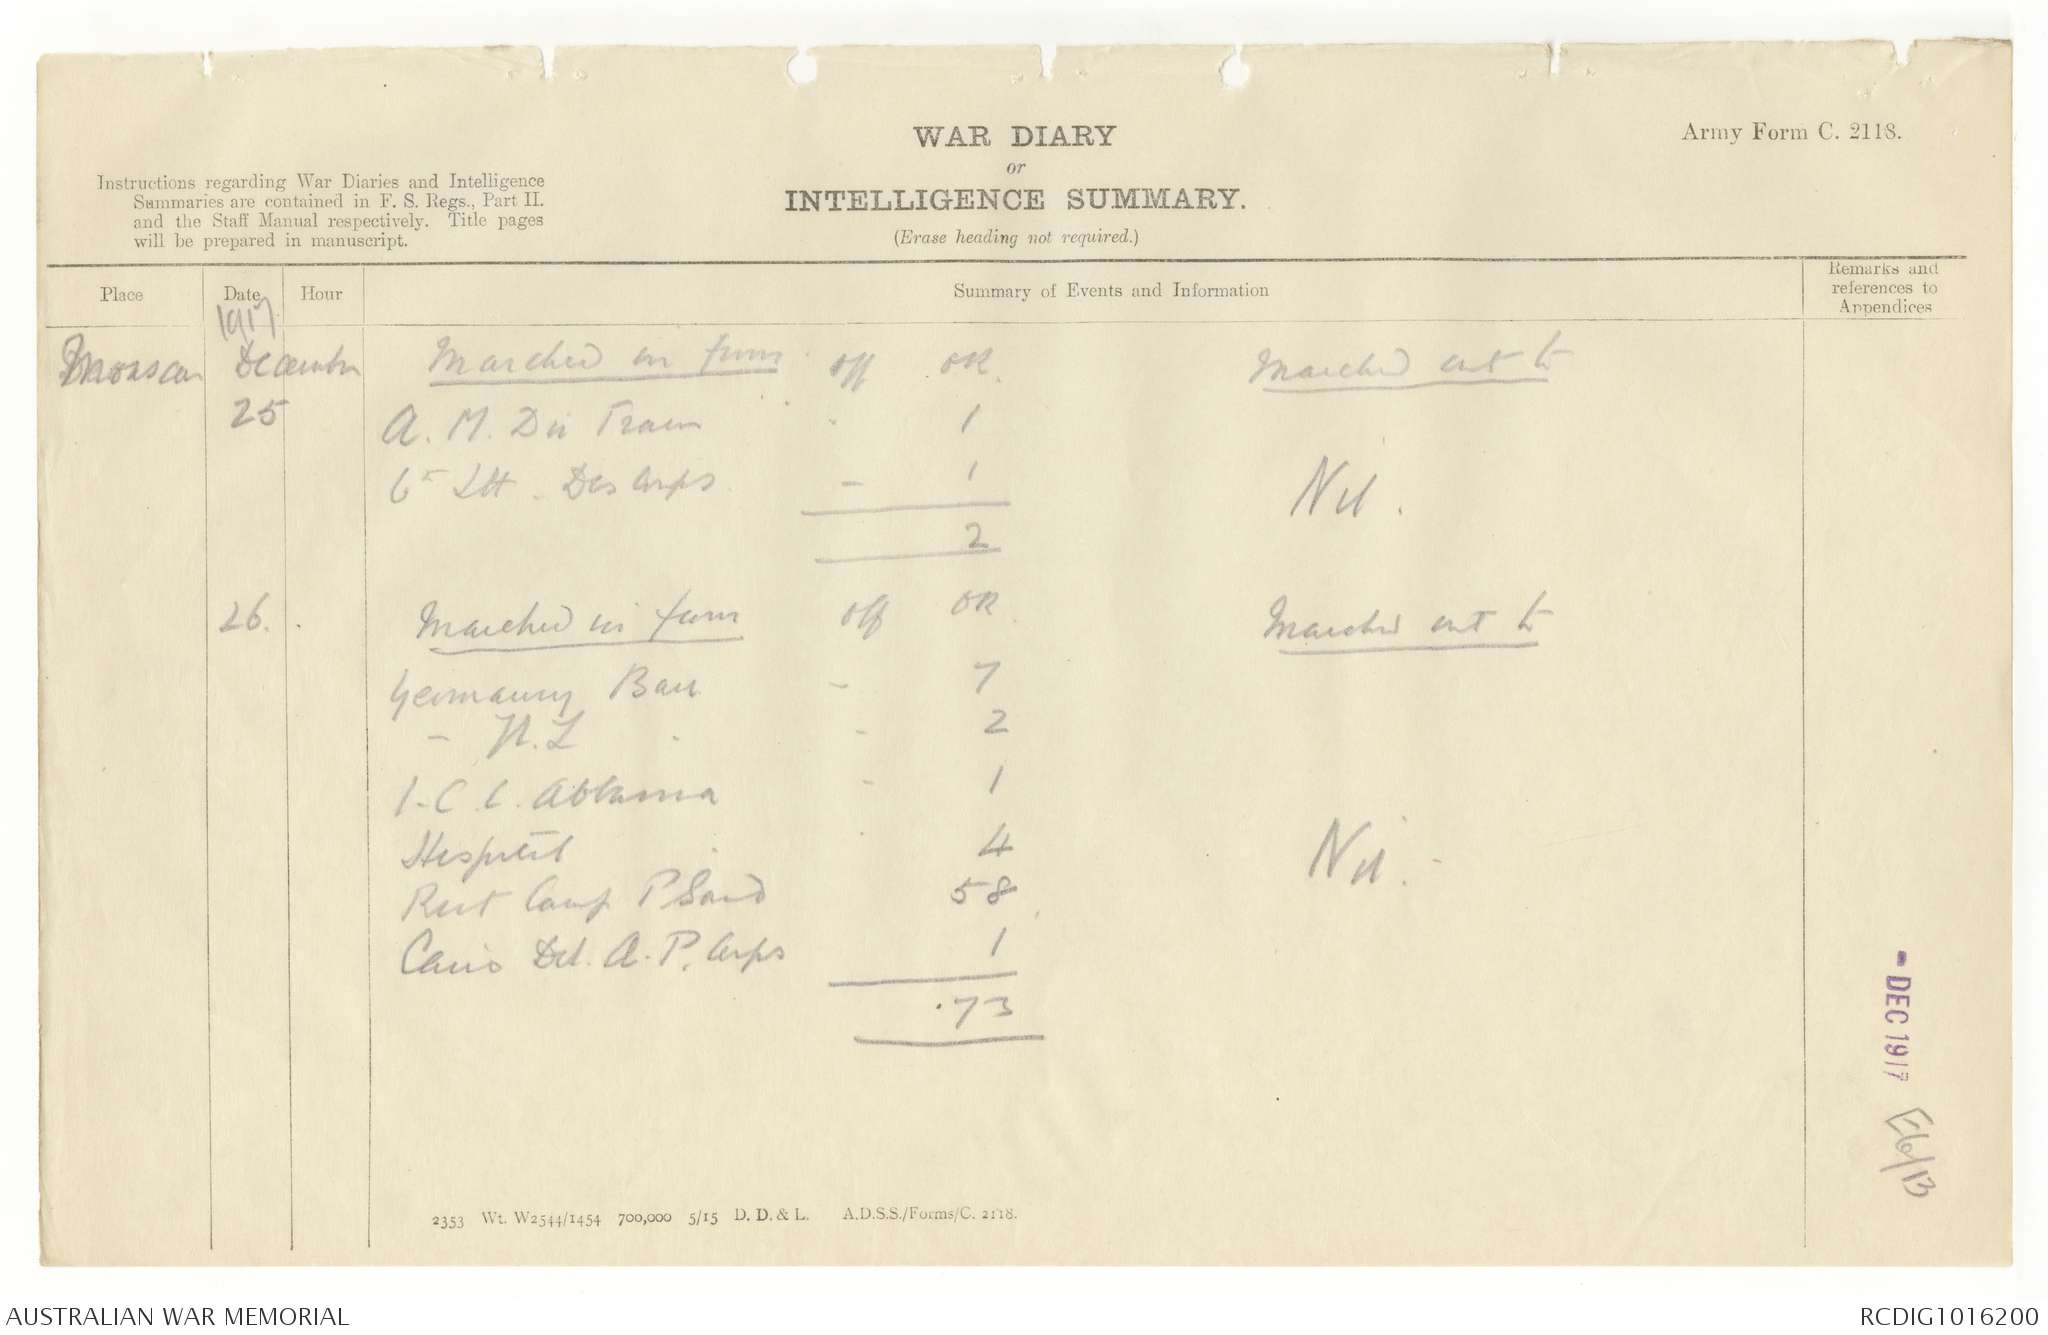 WAR DIARY
or
INTELLIGENCE SUMMARY.
(Erase heading not required.)
Army Form C. 2118.
Instructions regarding War Diaries and Intelligence
Summaries are contained in F. S. Regs., Part II.
and the Staff Manual respectively. Title pages
will be prepared in manuscript.
Place Date Hour Summary of Events and Information Remarks and references to Appendices
1917
Moascar December Marched in from Off OR. Marched out to
25 A. M. Div Train - 1
6th LH. Des Corps - 1 Nil.
2
26. Marched in from Off OR. Marched out to
Yeomanry Base - 7
- 2
I.C.C. Abbassia - 1
Hospital 4 Nil.
Rest Camp P Said 58
Cairo Det. A. P. Corps 1
73
- DEC 1917
E6/13
2353 Wt. W2544/1454 700,000 5/15 D. D. & L. A.D.S.S./Forms/C. 2118.
AUSTRALIAN WAR MEMORIAL
RCDIG1016200